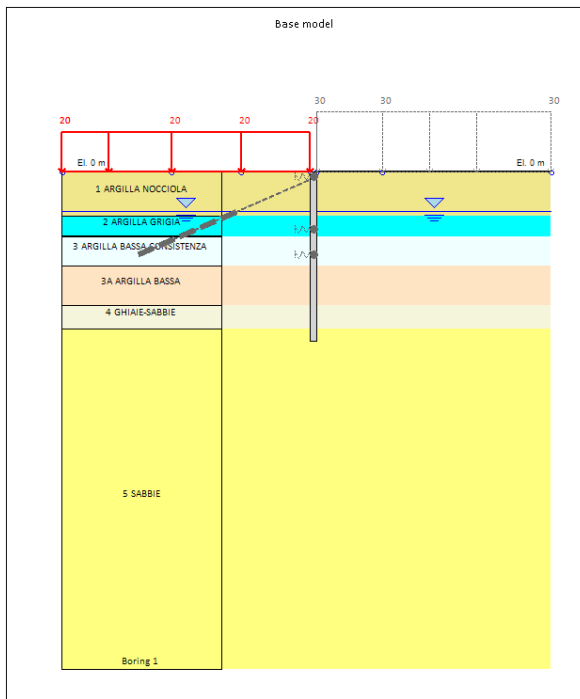 Base model
30 30 30
20 20 20 20
El. 0 m El. 0 m
1 ARGILLA NOCCIOLA
2 ARGILLA GRIGIA
3 ARGILLA BASSA CONSISTENZA
3A ARGILLA BASSA
4 GHIAIE-SABBIE
5 SABBIE
Boring 1